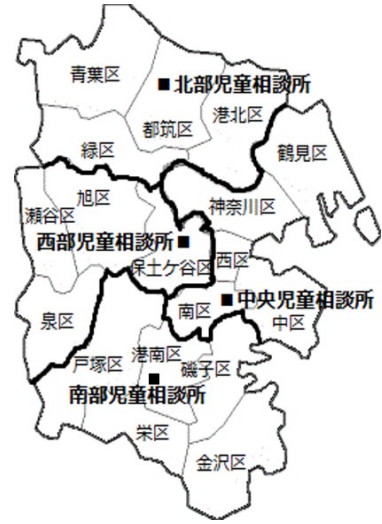 青葉区
■北部児童相談所
都筑区
港北区
緑区
鶴見区
旭区
瀬谷区
神奈川区
西部児童相談所■
保土ケ谷区
西区
■中央児童相談所
南区
中区
泉区
戸塚区
港南区
磯子区
■
南部児童相談所
栄区
金沢区